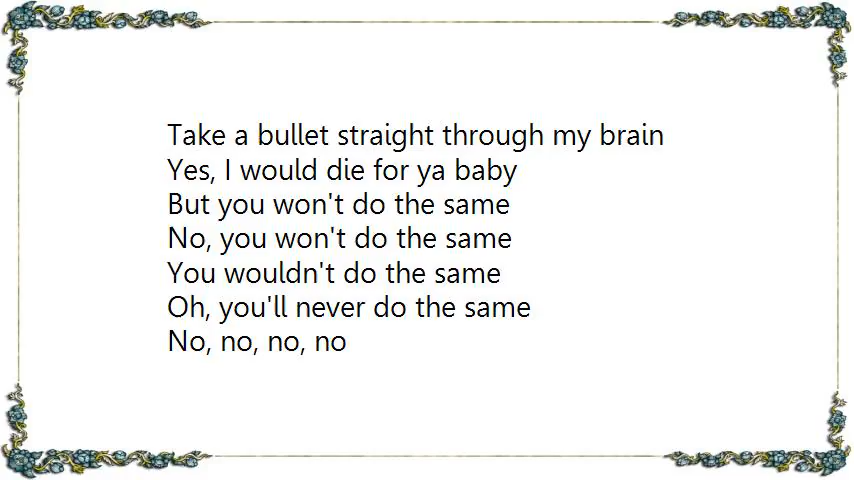 Take a bullet straight through my brain
Yes, I would die for ya baby
But you won't do the same
No, you won't do the same
You wouldn't do the same
Oh, you'll never do the same
No, no, no, no